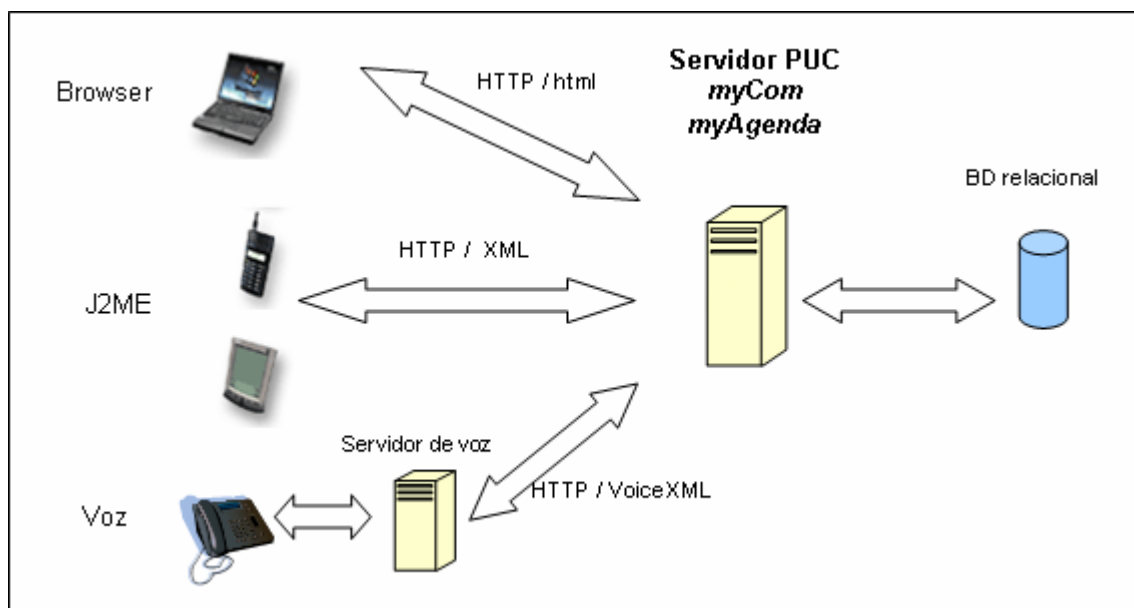 Browser
HTTP / html
Servidor PUC
myCom
myAgenda
BD relacional
HTTP / XML
J2ME
Servidor de voz
HTTP / VoiceXML
Voz